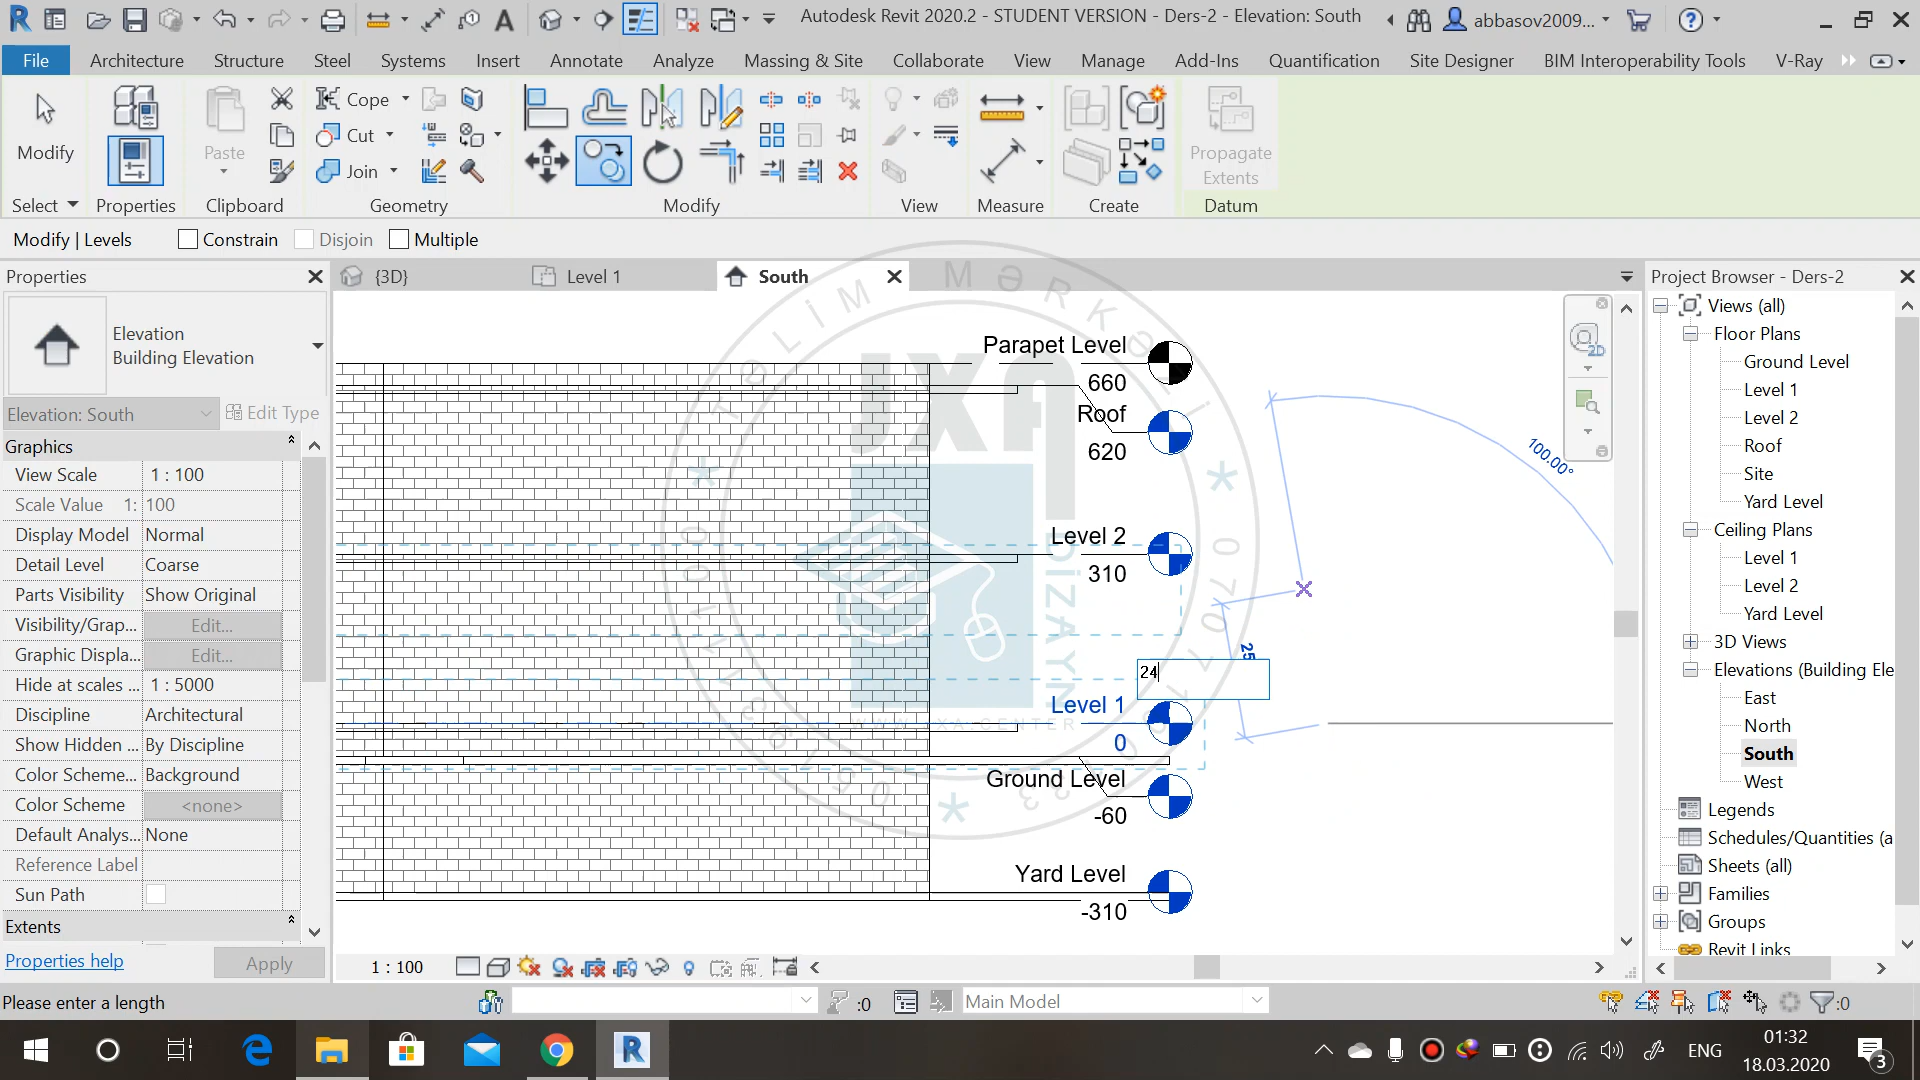 Autodesk Revit 2020.2 - STUDENT VERSION - Ders-2 - Elevation: South
abbasov2009...
File Architecture Structure Steel Systems Insert Annotate Analyze Massing & Site Collaborate View Manage Add-Ins Quantification Site Designer BIM Interoperability Tools V-Ray
Modify
Cope
Cut
Join
Paste
Propagate
Extents
Select Properties Clipboard Geometry Modify View Measure Create Datum
Modify | Levels Constrain Disjoin Multiple
Properties
Elevation
Building Elevation
Elevation: South Edit Type
Graphics
View Scale 1 : 100
Scale Value 1: 100
Display Model Normal
Detail Level Coarse
Parts Visibility Show Original
Visibility/Grap... Edit...
Graphic Displa... Edit...
Hide at scales ... 1 : 5000
Discipline Architectural
Show Hidden ... By Discipline
Color Scheme... Background
Color Scheme <none>
Default Analys... None
Reference Label
Sun Path
Extents
Properties help Apply
{3D} Level 1 South
Parapet Level
660
Roof
620
Level 2
310
Level 1
0
Ground Level
-60
Yard Level
-310
100.00°
25
24
TƏLİM MƏRKƏZİ
JXA
DİZAYN
WWW.JXA.CENTER
1 : 100
Project Browser - Ders-2
Views (all)
Floor Plans
Ground Level
Level 1
Level 2
Roof
Site
Yard Level
Ceiling Plans
Level 1
Level 2
Yard Level
3D Views
Elevations (Building Ele
East
North
South
West
Legends
Schedules/Quantities (a
Sheets (all)
Families
Groups
Revit Links
Please enter a length
:0
Main Model
:0
ENG
01:32
18.03.2020
3